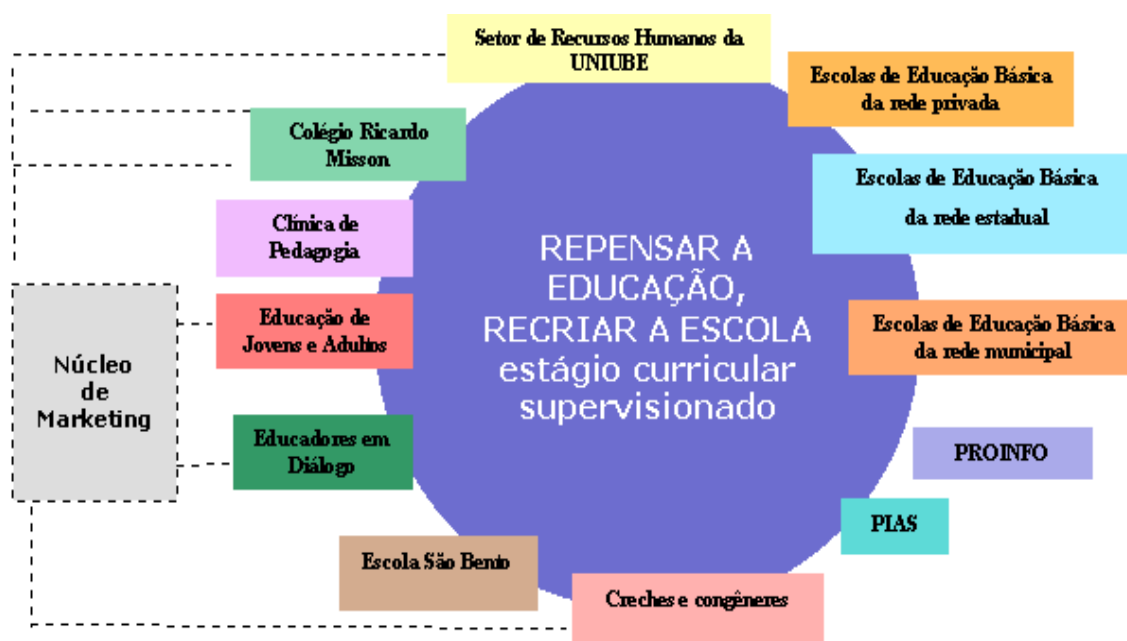 Setor de Recursos Humanos da
UNIUBE
Escolas de Educação Básica
da rede privada
Colégio Ricardo
Misson
Escolas de Educação Básica
da rede estadual
Clínica de
Pedagogia
REPENSAR A
EDUCAÇÃO,
RECRIAR A ESCOLA
estágio curricular
supervisionado
Educação de
Jovens e Adultos
Escolas de Educação Básica
da rede municipal
Núcleo
de
Marketing
Educadores em
Diálogo
PROINFO
PIAS
Escola São Bento
Creches e congêneres